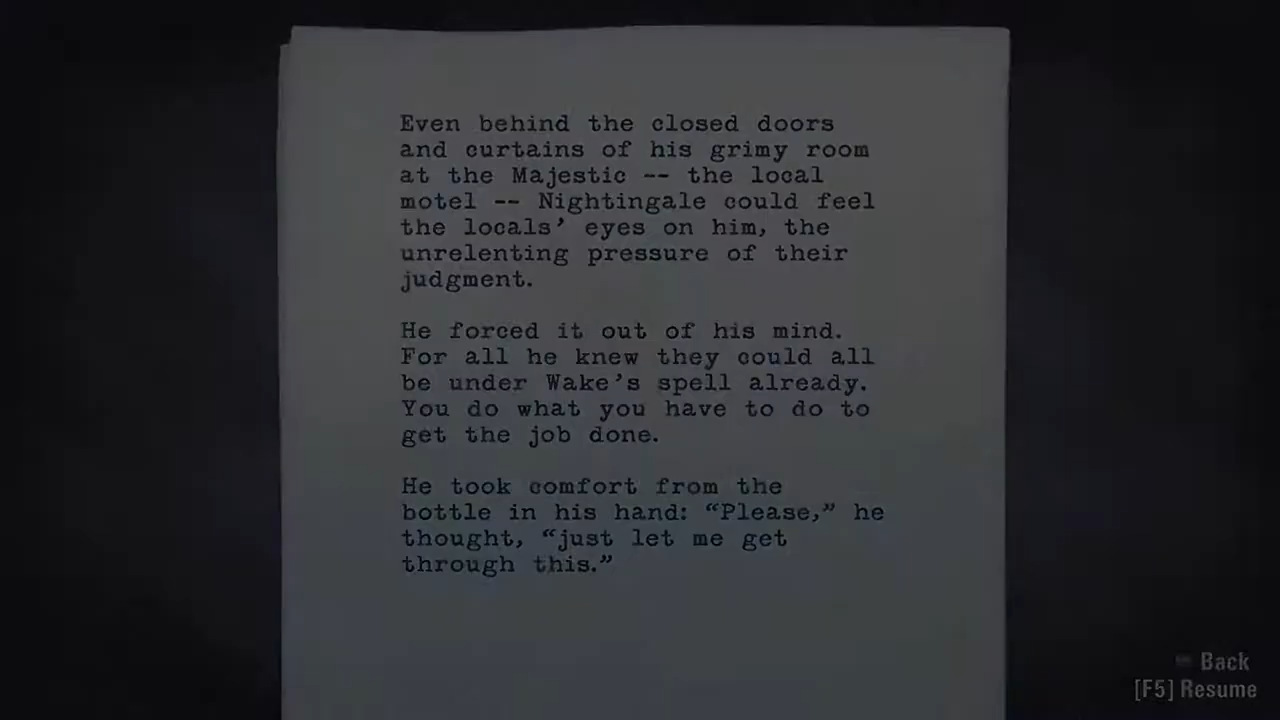 Even behind the closed doors
and curtains of his grimy room
at the Majestic -- the local
motel -- Nightingale could feel
the locals’ eyes on him, the
unrelenting pressure of their
judgment.
He forced it out of his mind.
For all he knew they could all
be under Wake’s spell already.
You do what you have to do to
get the job done.
He took comfort from the
bottle in his hand: “Please,” he
thought, “just let me get
through this.”
Back
[F5] Resume